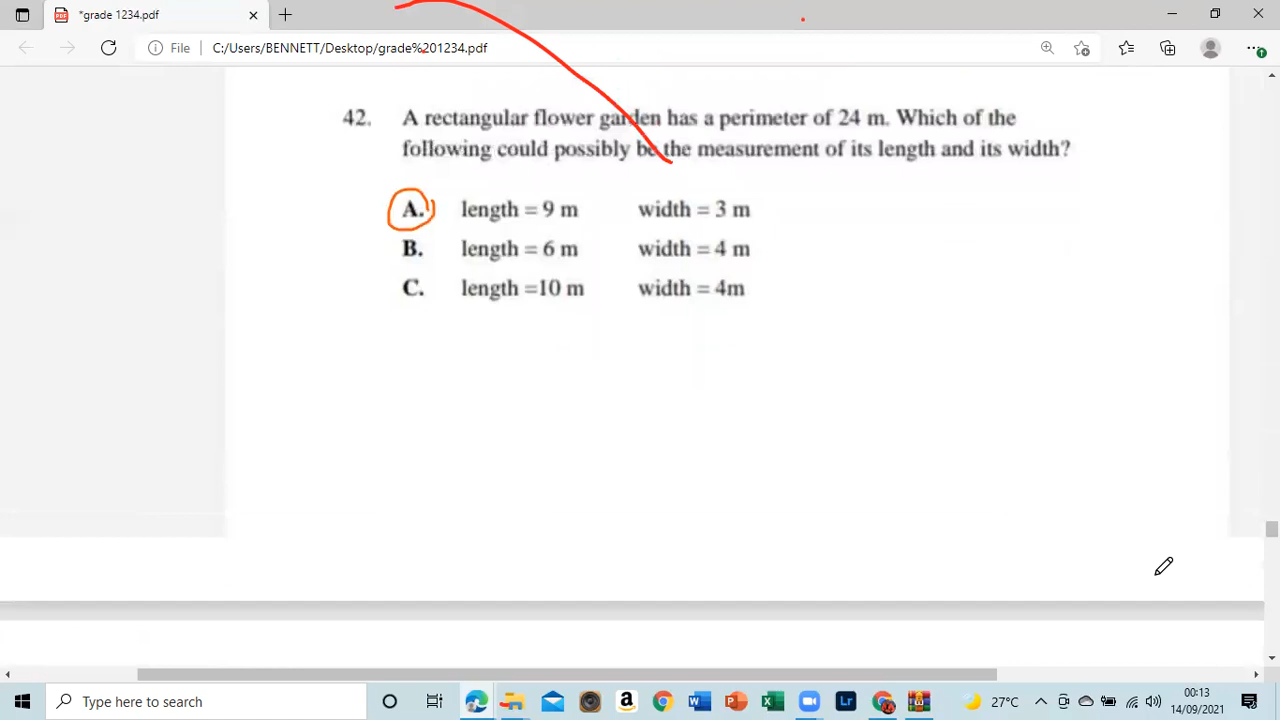 *grade 1234.pdf
File C:/Users/BENNETT/Desktop/grade%201234.pdf
42. A rectangular flower garden has a perimeter of 24 m. Which of the
following could possibly be the measurement of its length and its width?
A. length = 9 m width = 3 m
B. length = 6 m width = 4 m
C. length =10 m width = 4m
Type here to search
27°C
00:13
14/09/2021